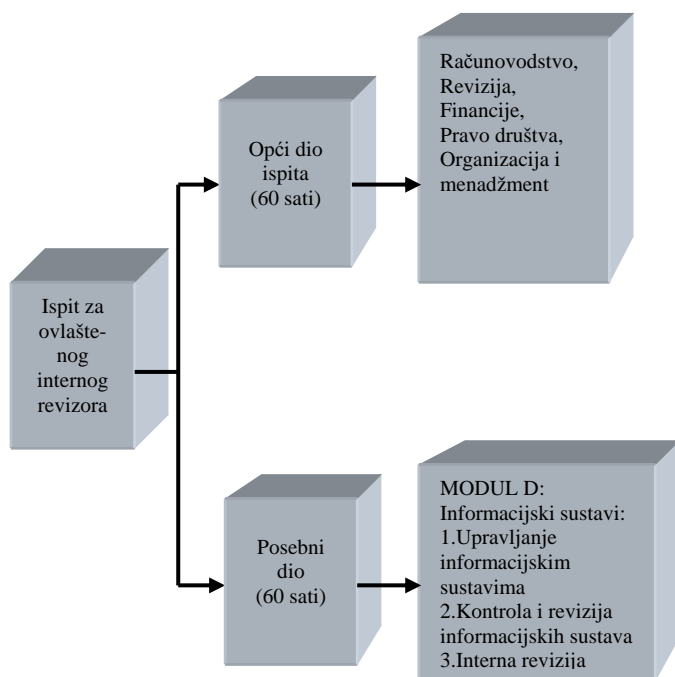 Ispit za
ovlašte-
nog
internog
revizora
Opći dio
ispita
(60 sati)
Računovodstvo,
Revizija,
Financije,
Pravo društva,
Organizacija i
menadžment
Posebni
dio
(60 sati)
MODUL D:
Informacijski sustavi:
1.Upravljanje
informacijskim
sustavima
2.Kontrola i revizija
informacijskih sustava
3.Interna revizija